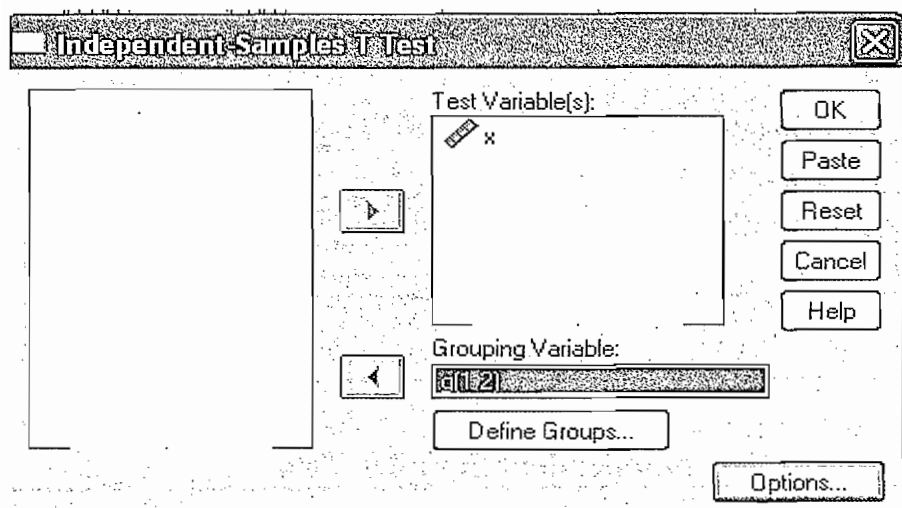 Independent-Samples T Test
Test Variable(s):
x
OK
Paste
Reset
Cancel
Help
Grouping Variable:
Define Groups...
Options...